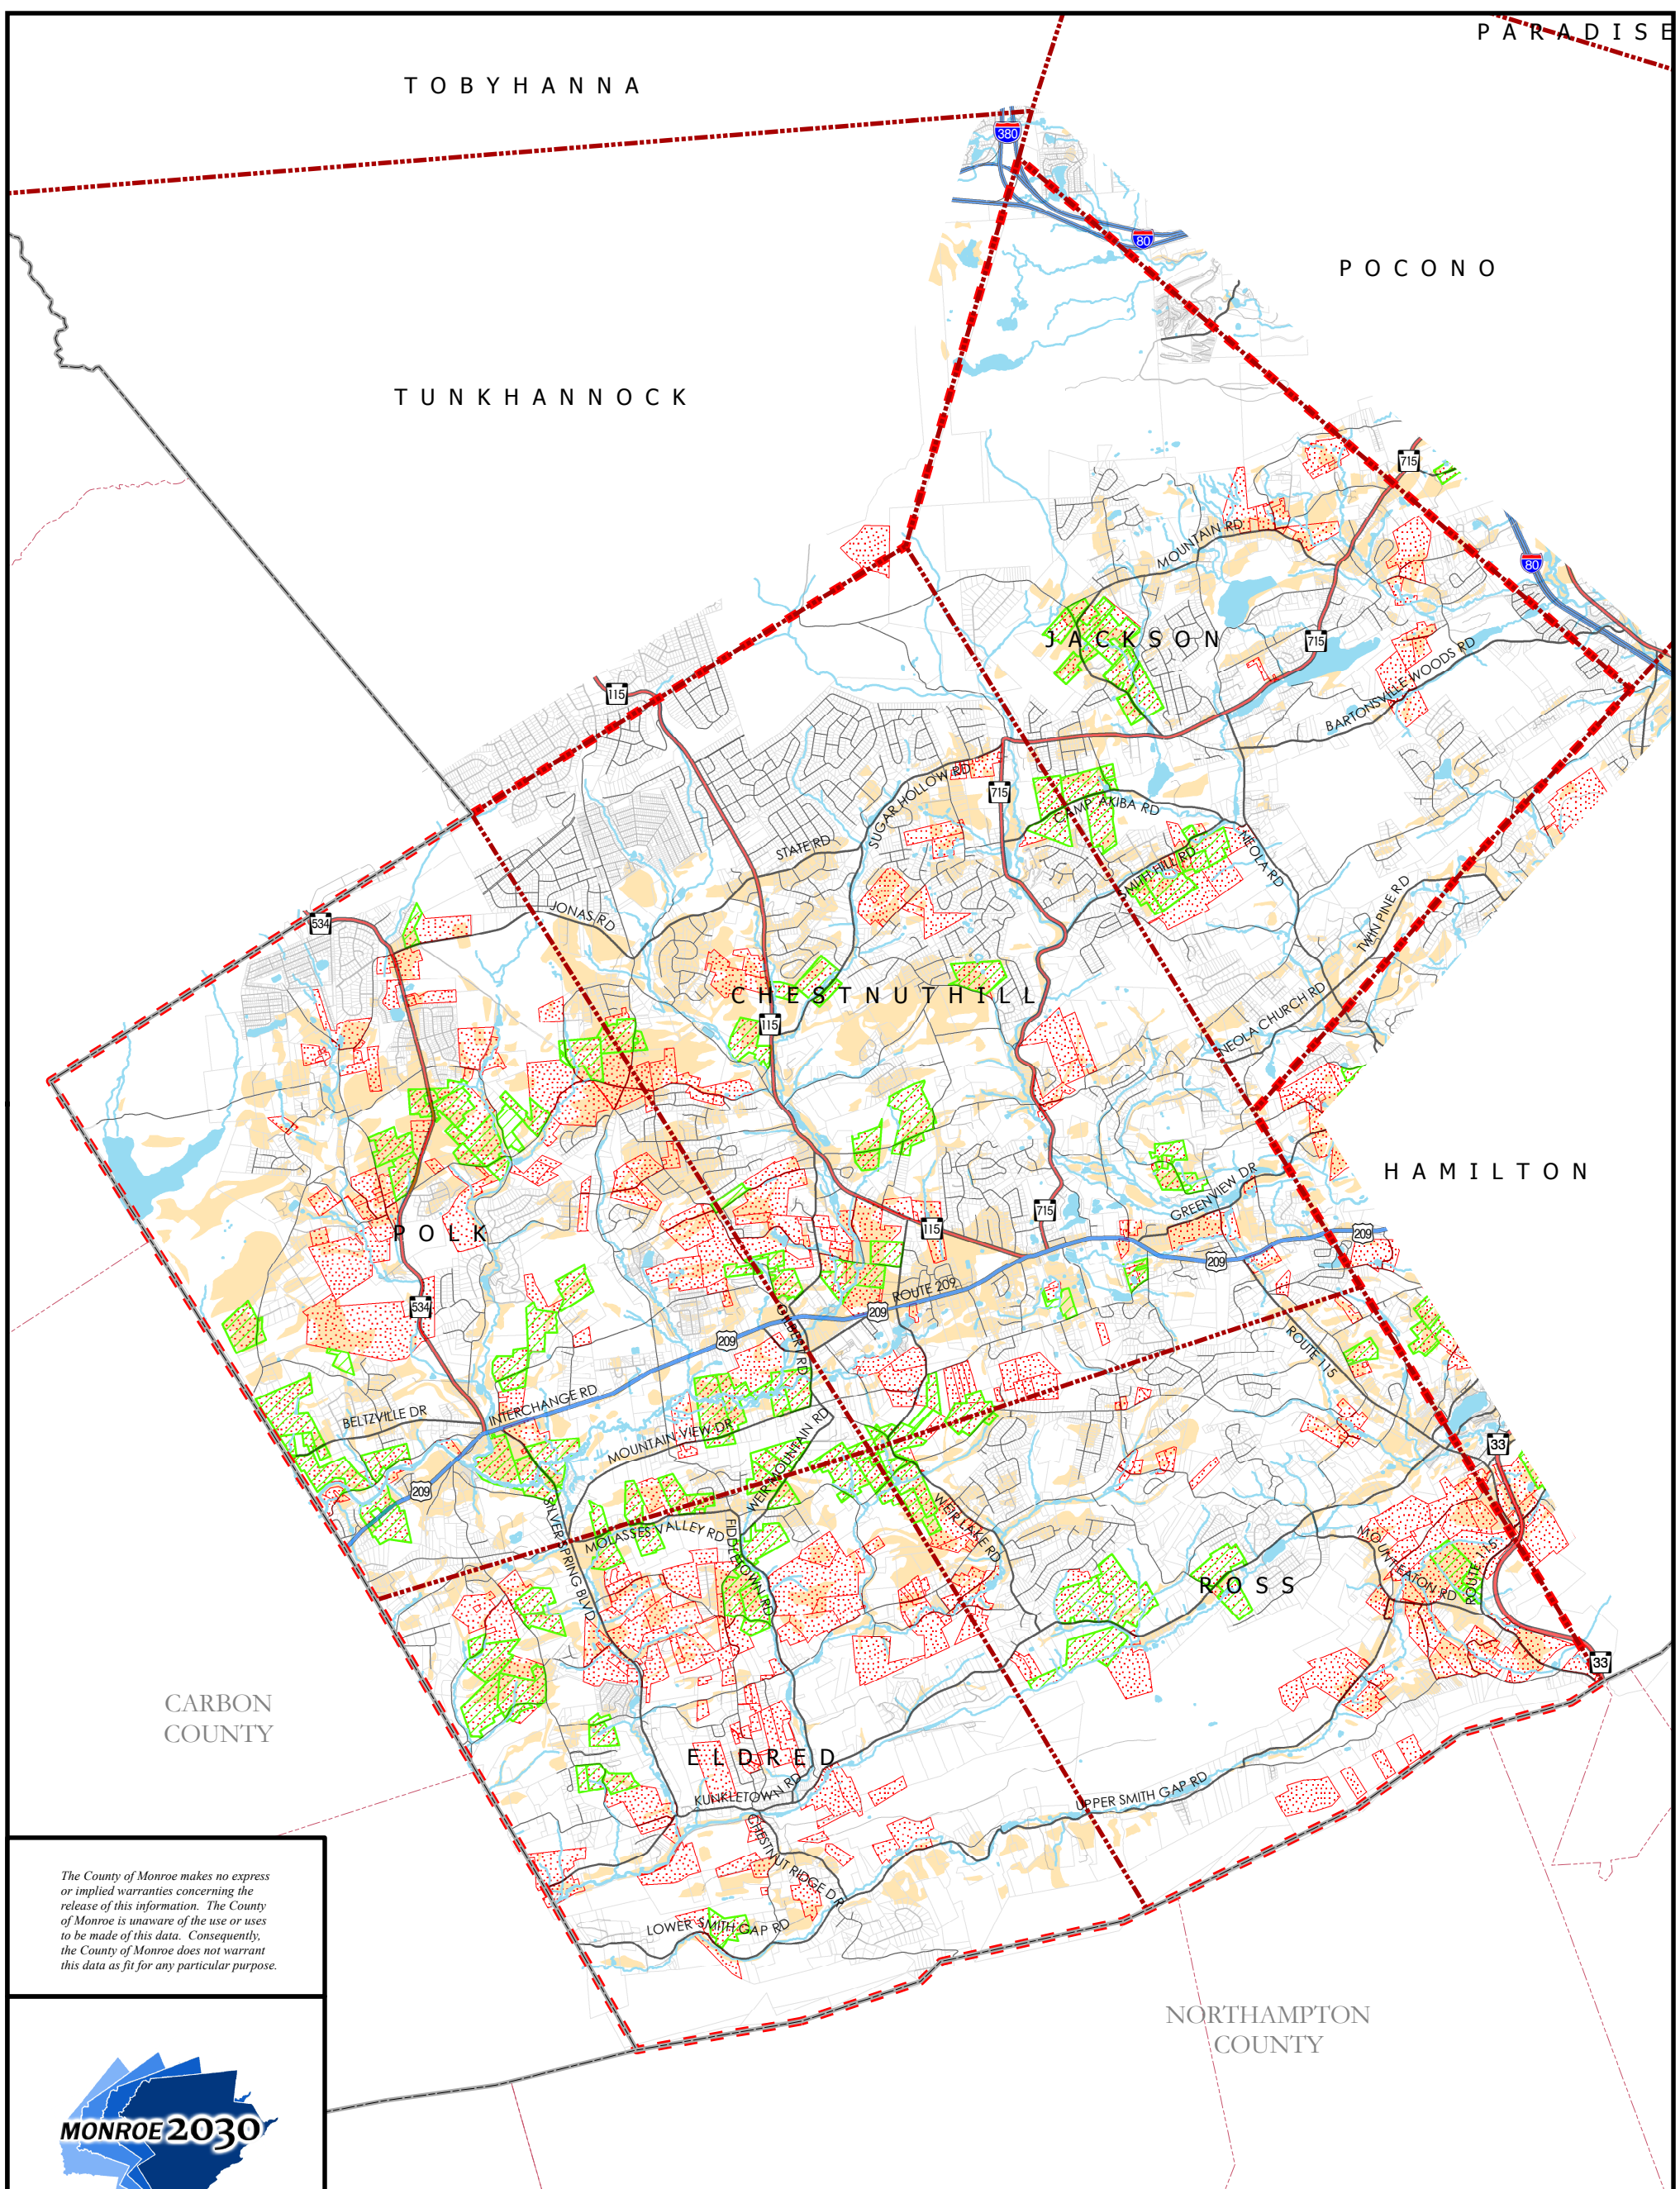 PARADISE
TOBYHANNA
380
80
POCONO
TUNKHANNOCK
715
MOUNTAIN RD
80
JACKSON
715
BARTONSVILLE WOODS RD
115
SUGAR HOLLOW RD
715
CAMP AKIBA RD
STATE RD
SMITH HILL RD
NEOLA RD
JONAS RD
534
TWIN PINE RD
CHESTNUTHILL
115
NEOLA CHURCH RD
HAMILTON
GREENVIEW DR
POLK
715
115
209
209
ROUTE 209
534
209
209
GILBERT RD
ROUTE 115
INTERCHANGE RD
BELTZVILLE DR
MOUNTAIN VIEW DR
WEIR MOUNTAIN RD
33
209
SILVER SPRING BLVD
MOLASSES VALLEY RD
FIDDLETOWN RD
WEIR LAKE RD
MOUNT EATON RD
ROUTE 115
ROSS
33
CARBON
COUNTY
ELDRED
KUNKLETOWN RD
UPPER SMITH GAP RD
CHESTNUT RIDGE DR
LOWER SMITH GAP RD
The County of Monroe makes no express
or implied warranties concerning the
release of this information. The County
of Monroe is unaware of the use or uses
to be made of this data. Consequently,
the County of Monroe does not warrant
this data as fit for any particular purpose.
NORTHAMPTON
COUNTY
MONROE 2030